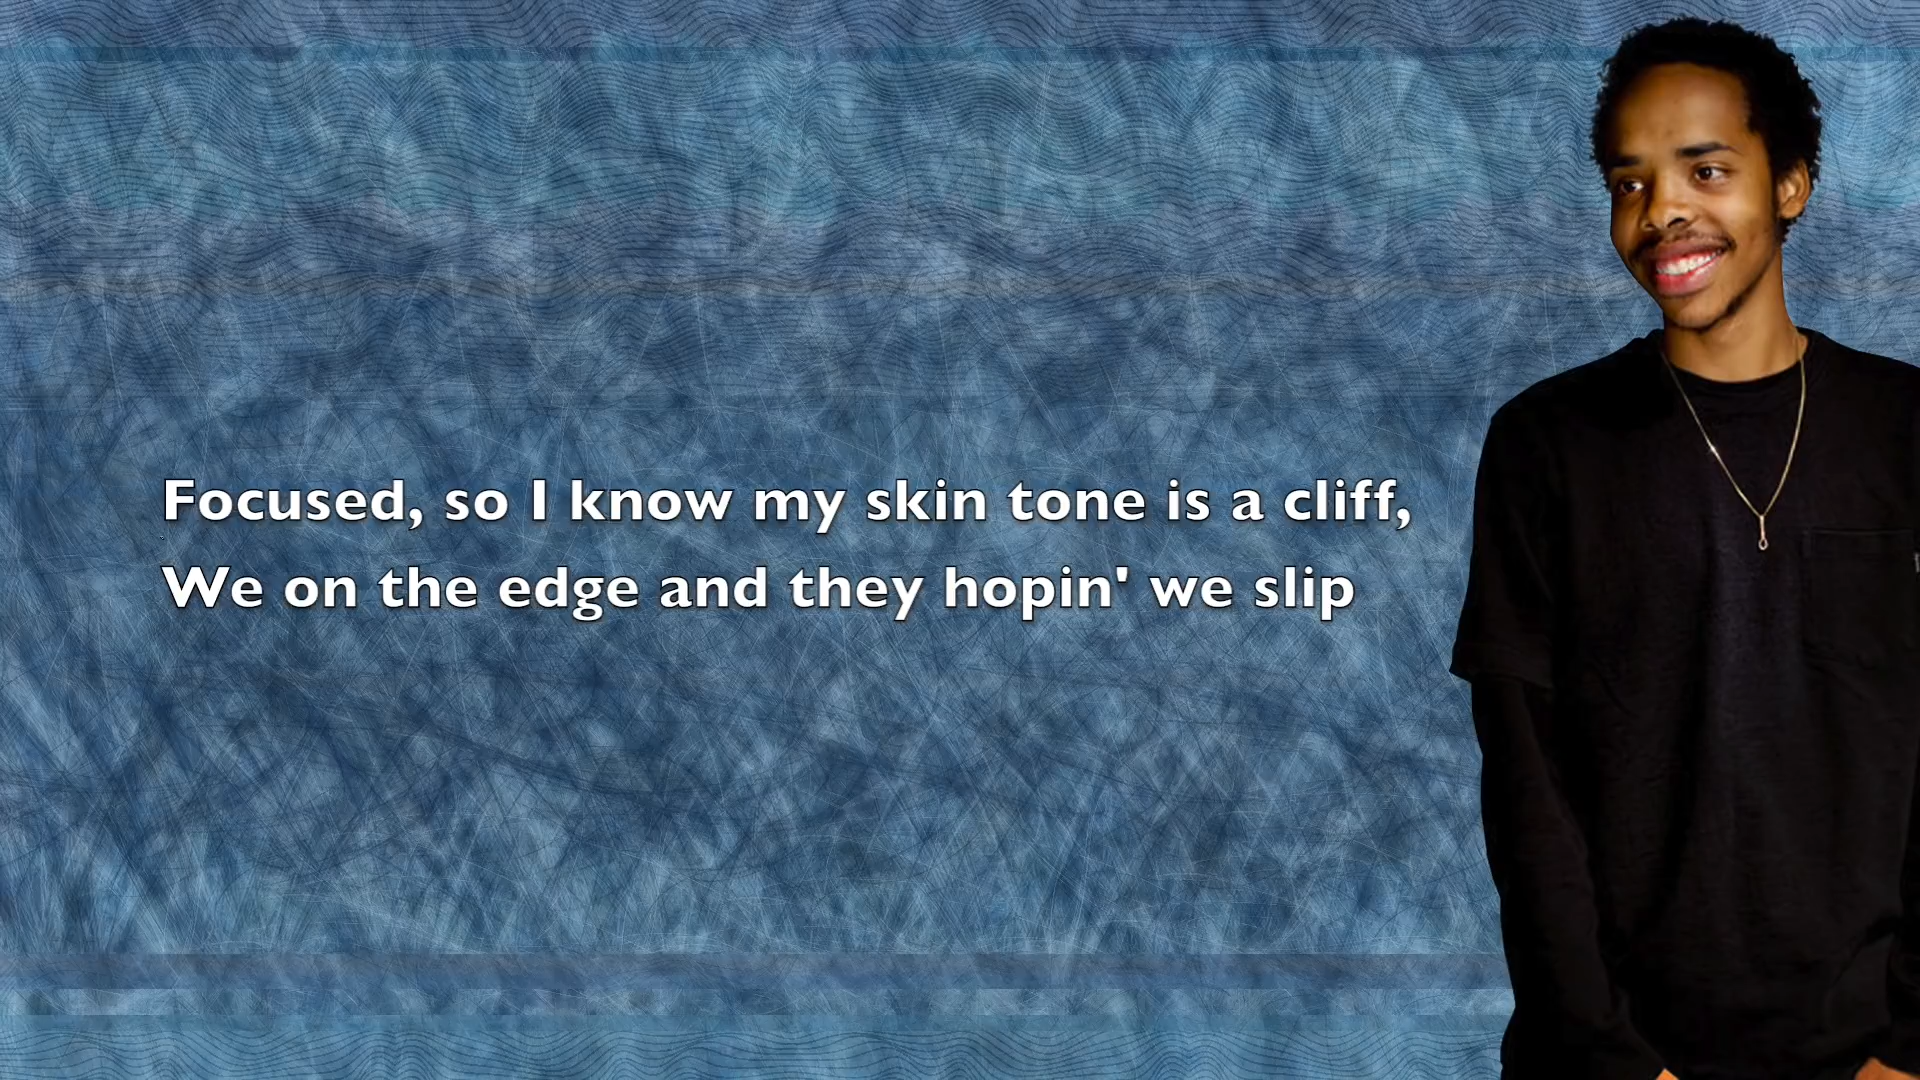 Focused, so I know my skin tone is a cliff,
We on the edge and they hopin' we slip